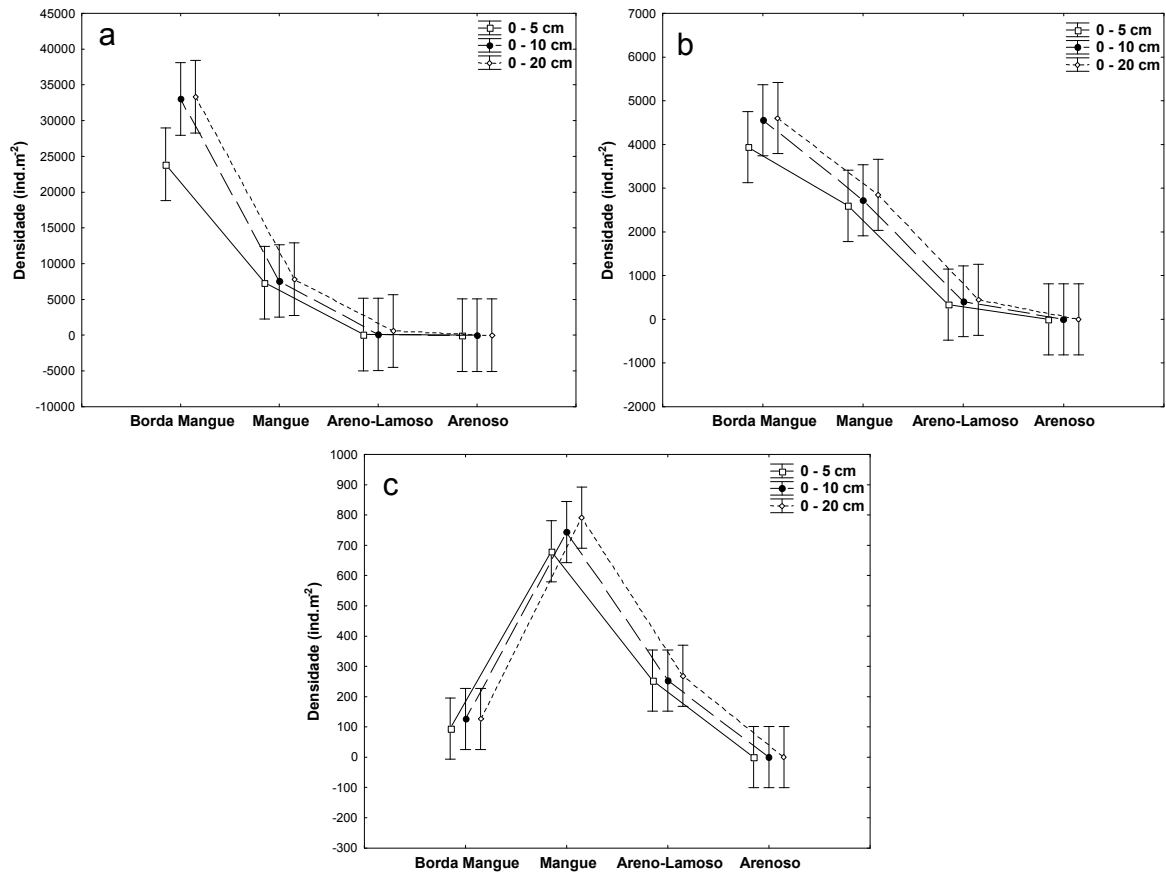 a
Densidade (ind.m-2)
45000
40000
35000
30000
25000
20000
15000
10000
5000
0
-5000
-10000
0 - 5 cm
0 - 10 cm
0 - 20 cm
Borda Mangue Mangue Areno-Lamoso Arenoso
b
Densidade (ind.m-2)
7000
6000
5000
4000
3000
2000
1000
0
-1000
-2000
0 - 5 cm
0 - 10 cm
0 - 20 cm
Borda Mangue Mangue Areno-Lamoso Arenoso
c
Densidade (ind.m-2)
1000
900
800
700
600
500
400
300
200
100
0
-100
-200
-300
0 - 5 cm
0 - 10 cm
0 - 20 cm
Borda Mangue Mangue Areno-Lamoso Arenoso